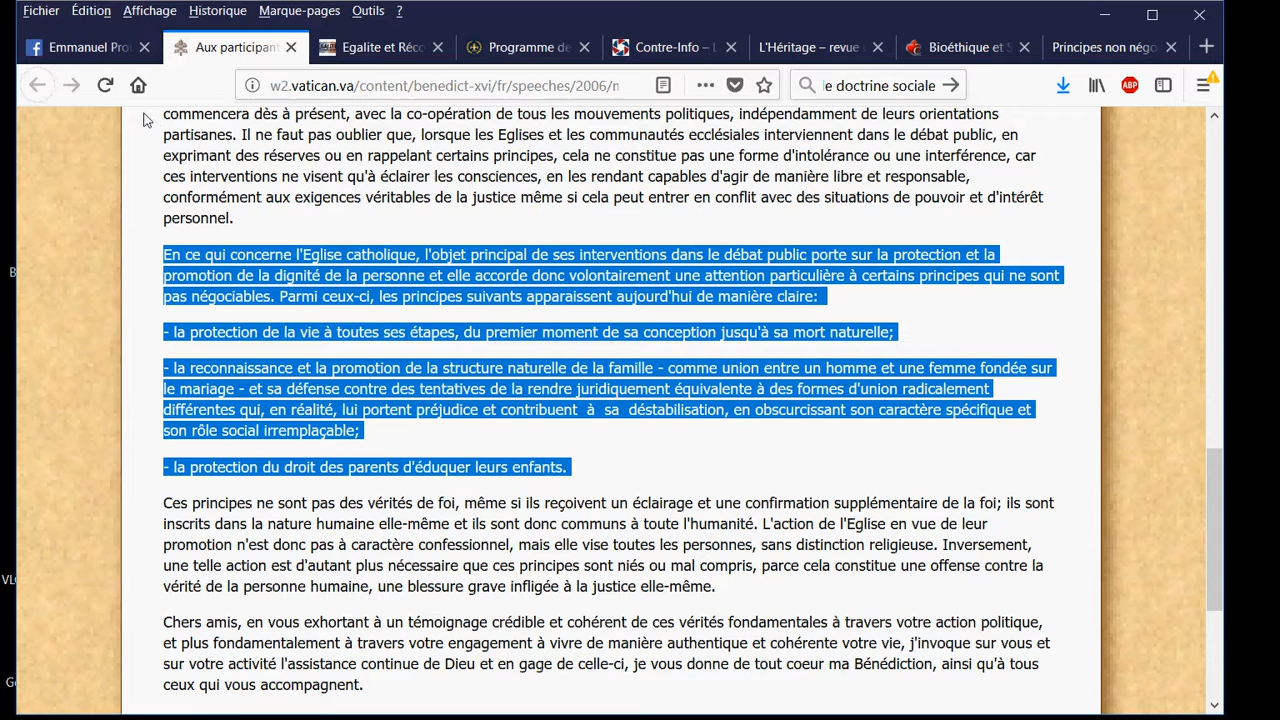 Fichier Édition Affichage Historique Marque-pages Outils ?
Emmanuel Pro
Aux participan
Egalite et Réc
Programme de
Contre-Info –
L'Héritage – revue
Bioéthique et S
Principes non négo
w2.vatican.va/content/benedict-xvi/fr/speeches/2006/n
le doctrine sociale
ABP
commencera dès à présent, avec la co-opération de tous les mouvements politiques, indépendamment de leurs orientations
partisanes. Il ne faut pas oublier que, lorsque les Eglises et les communautés ecclésiales interviennent dans le débat public, en
exprimant des réserves ou en rappelant certains principes, cela ne constitue pas une forme d'intolérance ou une interférence, car
ces interventions ne visent qu'à éclairer les consciences, en les rendant capables d'agir de manière libre et responsable,
conformément aux exigences véritables de la justice même si cela peut entrer en conflit avec des situations de pouvoir et d'intérêt
personnel.
En ce qui concerne l'Eglise catholique, l'objet principal de ses interventions dans le débat public porte sur la protection et la
promotion de la dignité de la personne et elle accorde donc volontairement une attention particulière à certains principes qui ne sont
pas négociables. Parmi ceux-ci, les principes suivants apparaissent aujourd'hui de manière claire:
- la protection de la vie à toutes ses étapes, du premier moment de sa conception jusqu'à sa mort naturelle;
- la reconnaissance et la promotion de la structure naturelle de la famille - comme union entre un homme et une femme fondée sur
le mariage - et sa défense contre des tentatives de la rendre juridiquement équivalente à des formes d'union radicalement
différentes qui, en réalité, lui portent préjudice et contribuent à sa déstabilisation, en obscurcissant son caractère spécifique et
son rôle social irremplaçable;
- la protection du droit des parents d'éduquer leurs enfants.
Ces principes ne sont pas des vérités de foi, même si ils reçoivent un éclairage et une confirmation supplémentaire de la foi; ils sont
inscrits dans la nature humaine elle-même et ils sont donc communs à toute l'humanité. L'action de l'Eglise en vue de leur
promotion n'est donc pas à caractère confessionnel, mais elle vise toutes les personnes, sans distinction religieuse. Inversement,
une telle action est d'autant plus nécessaire que ces principes sont niés ou mal compris, parce cela constitue une offense contre la
vérité de la personne humaine, une blessure grave infligée à la justice elle-même.
Chers amis, en vous exhortant à un témoignage crédible et cohérent de ces vérités fondamentales à travers votre action politique,
et plus fondamentalement à travers votre engagement à vivre de manière authentique et cohérente votre vie, j'invoque sur vous et
sur votre activité l'assistance continue de Dieu et en gage de celle-ci, je vous donne de tout coeur ma Bénédiction, ainsi qu'à tous
ceux qui vous accompagnent.